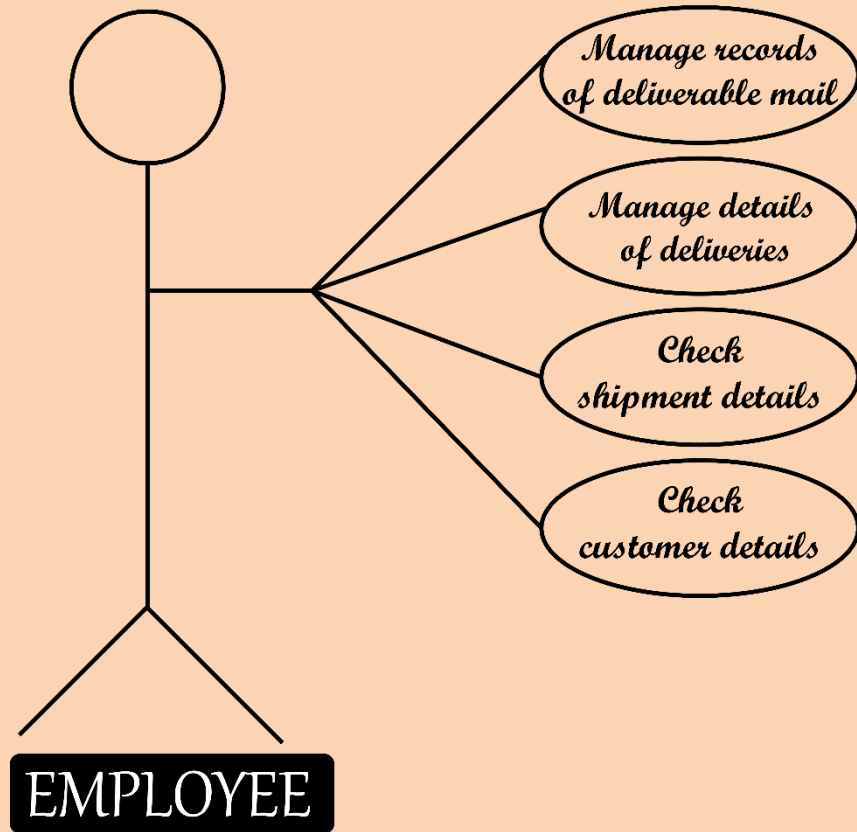 Manage records
of deliverable mail
Manage details
of deliveries
Check
shipment details
Check
customer details
EMPLOYEE